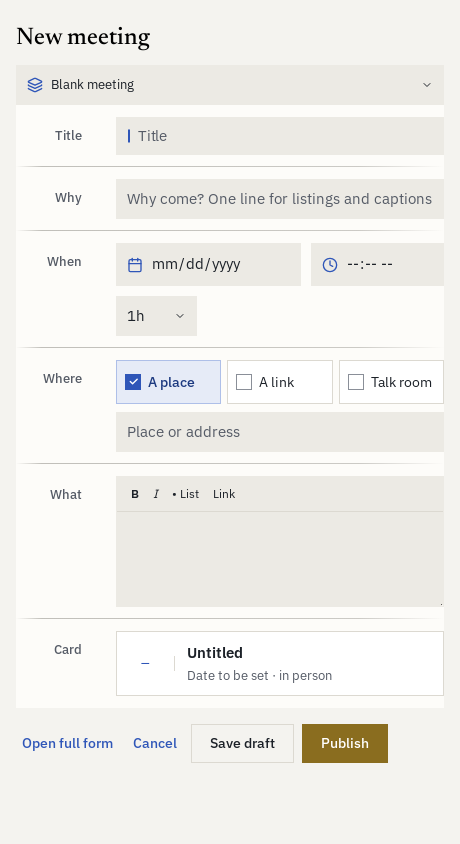 New meeting
Blank meeting
Title
Title
Why
Why come? One line for listings and captions
When
mm/dd/yyyy
--:-- --
1h
Where
A place
A link
Talk room
Place or address
What
B I • List Link
Card
–
Untitled
Date to be set · in person
Open full form
Cancel
Save draft
Publish